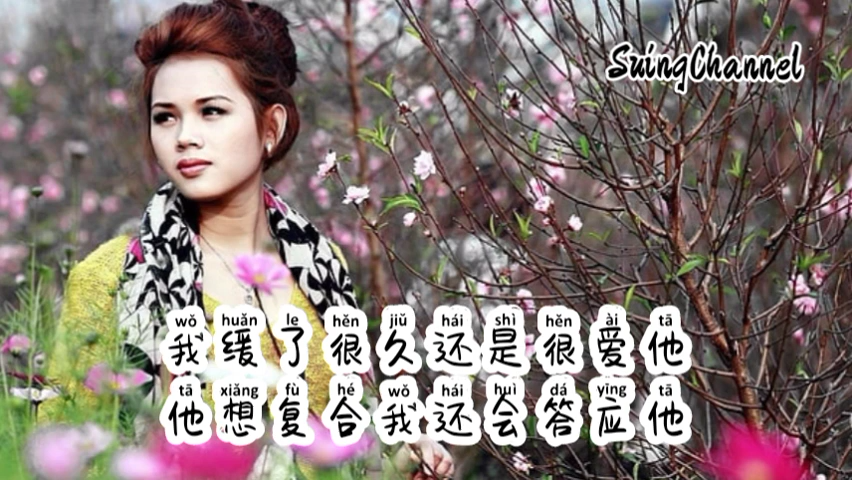 SuingChannel
wǒ huǎn le hěn jiǔ hái shì hěn ài tā
我缓了很久还是很爱他
tā xiǎng fù hé wǒ hái huì dá yìng tā
他想复合我还会答应他